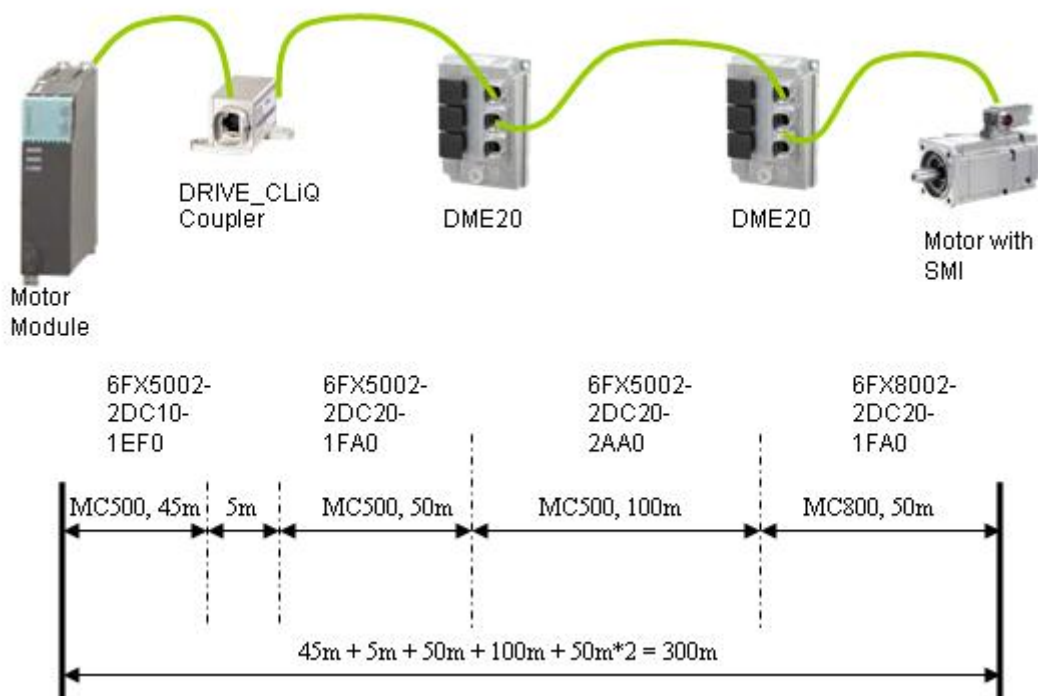 DRIVE_CLiQ
Coupler
DME20
DME20
Motor with
SMI
Motor
Module
6FX5002-
2DC10-
1EF0
6FX5002-
2DC20-
1FA0
6FX5002-
2DC20-
2AA0
6FX8002-
2DC20-
1FA0
MC500, 45m
5m
MC500, 50m
MC500, 100m
MC800, 50m
45m + 5m + 50m + 100m + 50m*2 = 300m